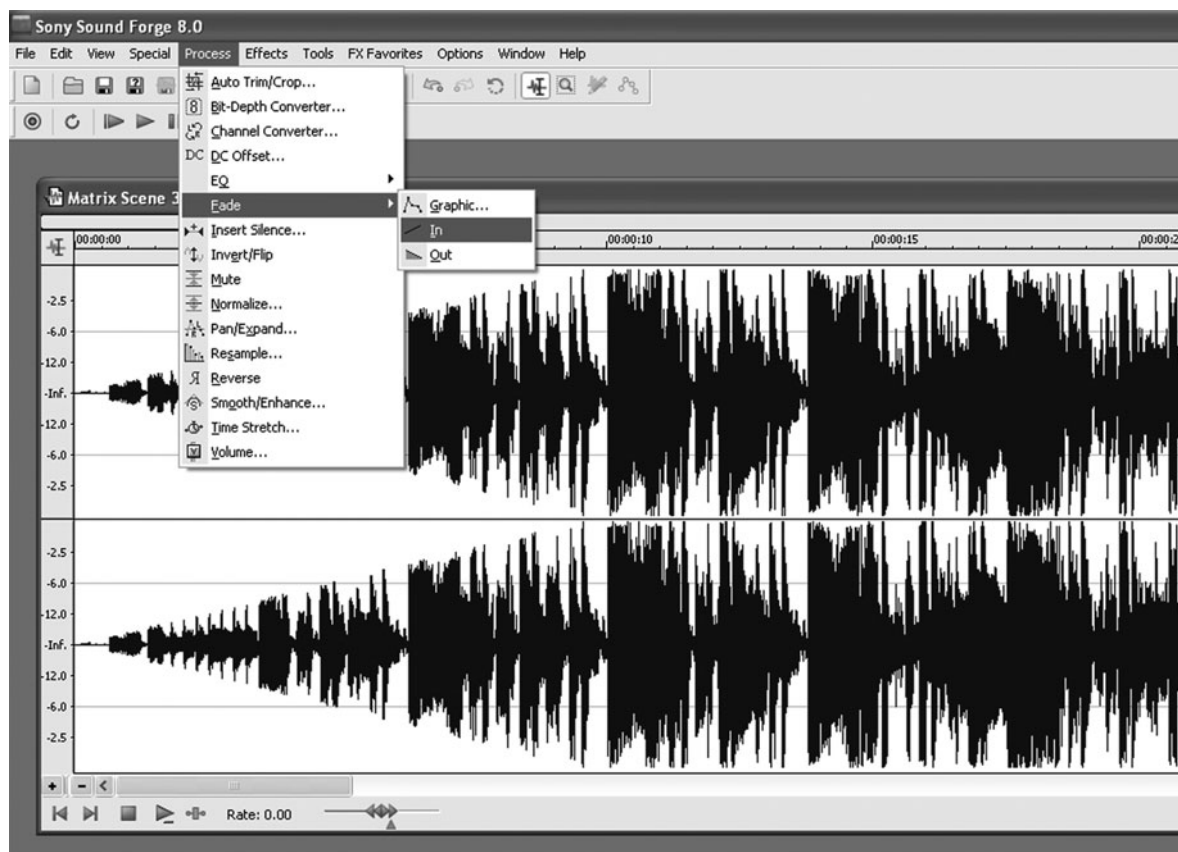 Sony Sound Forge 8.0
File Edit View Special Process Effects Tools FX Favorites Options Window Help
Auto Trim/Crop...
Bit-Depth Converter...
Channel Converter...
DC DC Offset...
EQ
Fade
Insert Silence...
Invert/Flip
Mute
Normalize...
Pan/Expand...
Resample...
Reverse
Smooth/Enhance...
Time Stretch...
Volume...
Graphic...
In
Out
Matrix Scene 3
00:00:00 00:00:10 00:00:15 00:00:2
-2.5
-6.0
-12.0
-Inf.
-12.0
-6.0
-2.5
-2.5
-6.0
-12.0
-Inf.
-12.0
-6.0
-2.5
Rate: 0.00